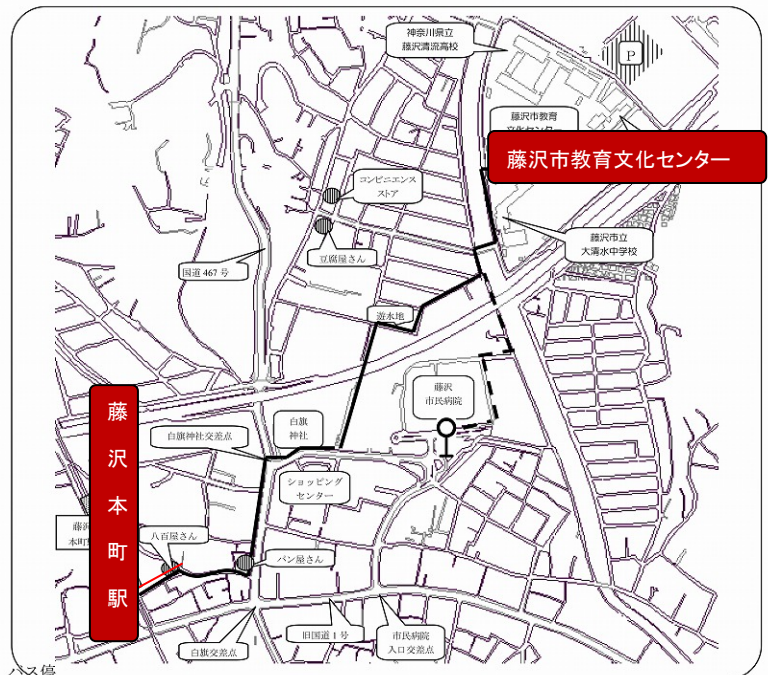 神奈川県立
藤沢清流高校
P
藤沢市教育
藤沢市教育文化センター
コンビニエンス
ストア
豆腐屋さん
藤沢市立
大清水中学校
国道467号
遊水地
藤沢
市民病院
藤沢本町駅
白旗
神社
白旗神社交差点
ショッピング
センター
八百屋さん
パン屋さん
旧国道1号
市民病院
入口交差点
白旗交差点
バス停